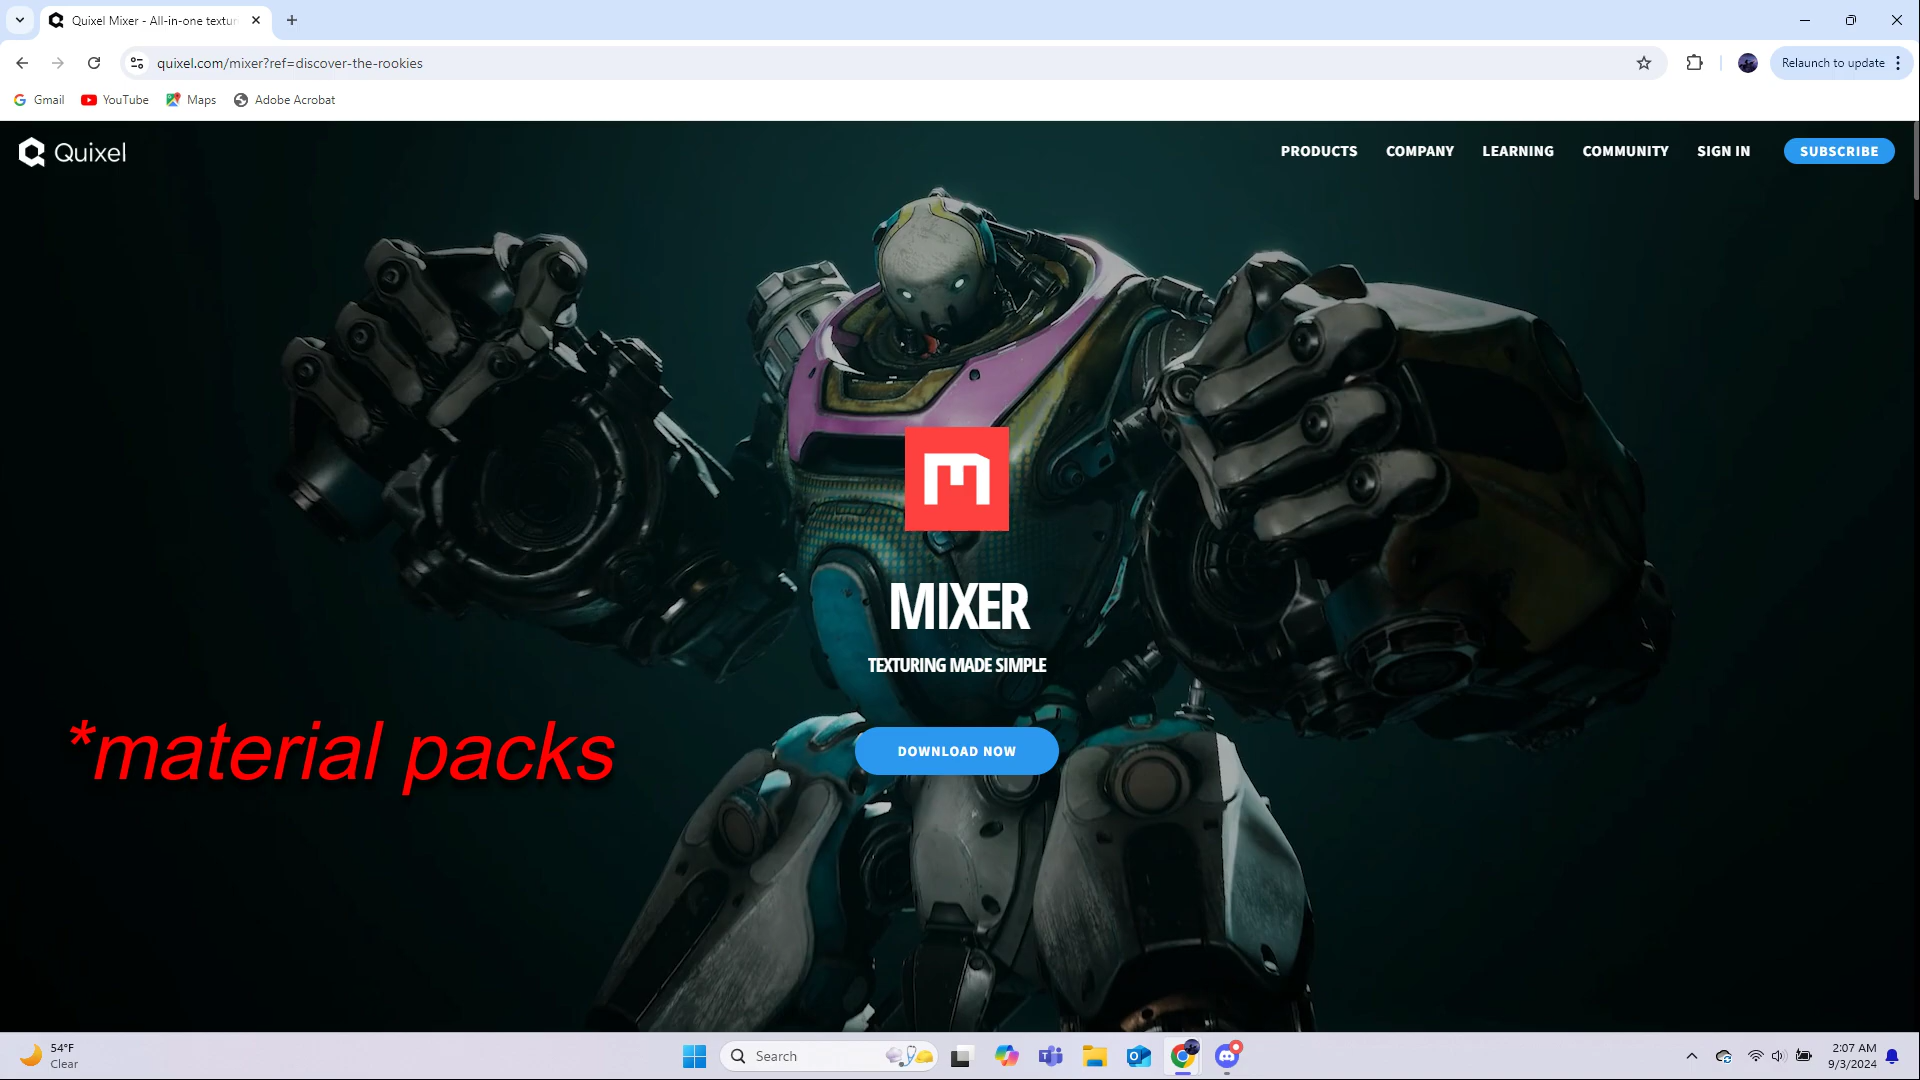 Quixel Mixer - All-in-one textur
quixel.com/mixer?ref=discover-the-rookies
Relaunch to update
Gmail
YouTube
Maps
Adobe Acrobat
Quixel
PRODUCTS
COMPANY
LEARNING
COMMUNITY
SIGN IN
SUBSCRIBE
MIXER
TEXTURING MADE SIMPLE
*material packs
DOWNLOAD NOW
54°F
Clear
Search
2:07 AM
9/3/2024